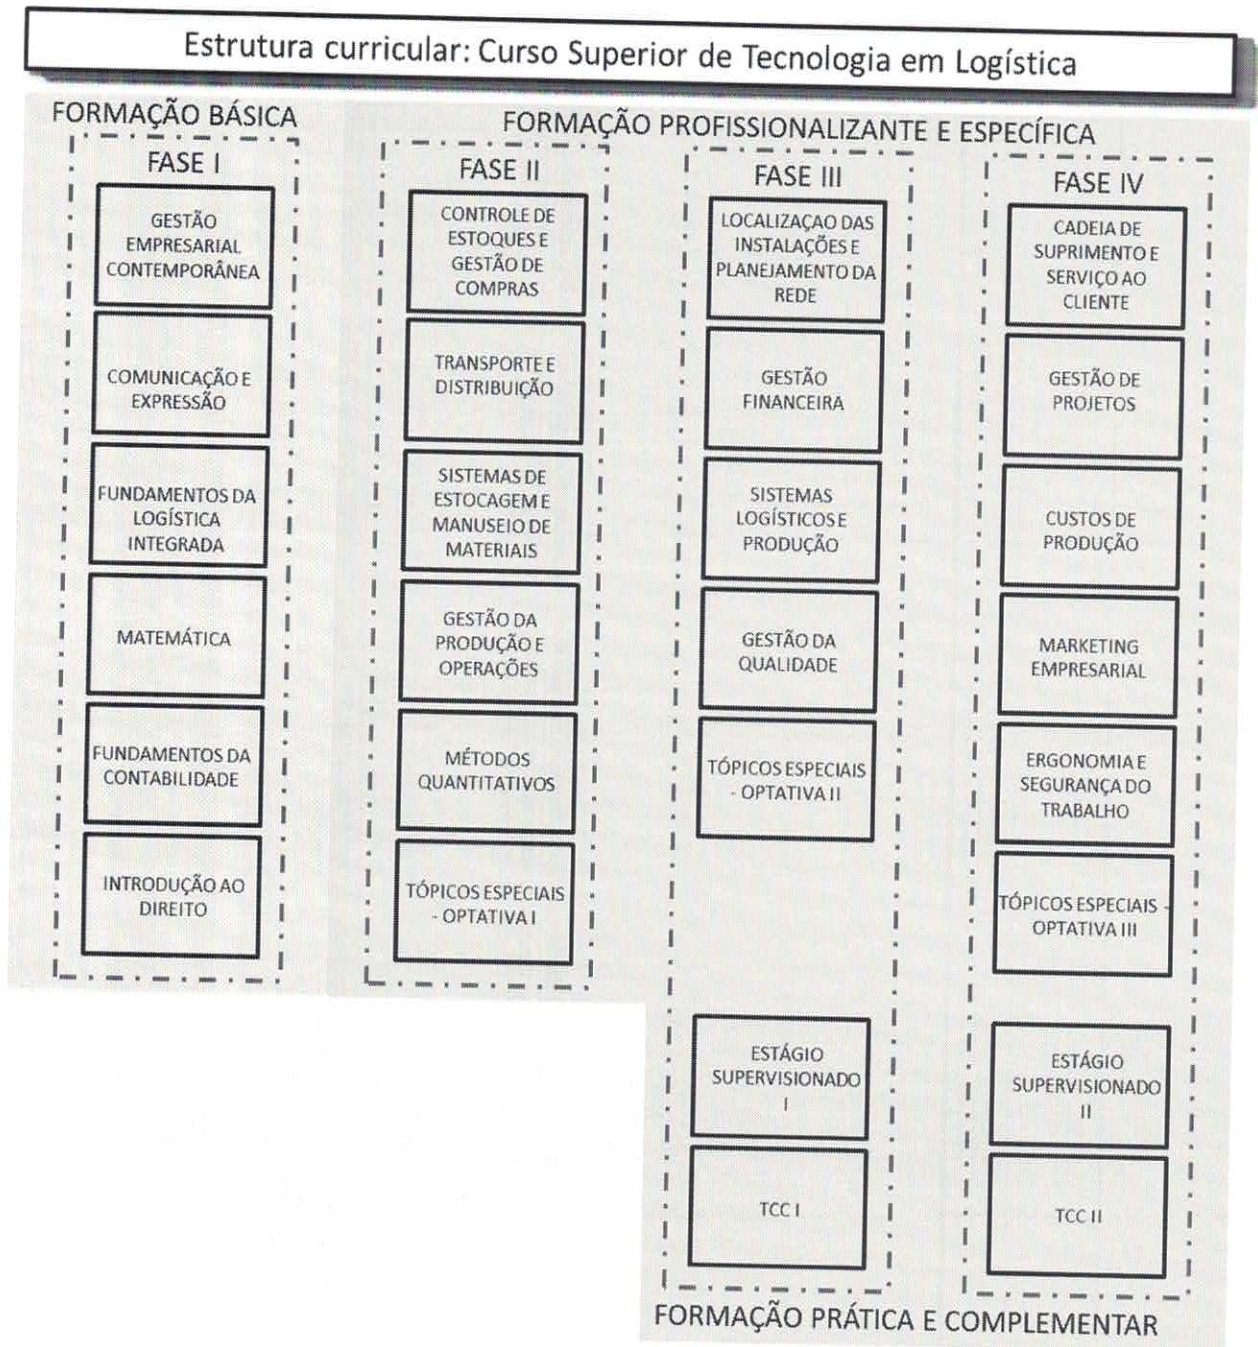 Estrutura curricular: Curso Superior de Tecnologia em Logística
FORMAÇÃO BÁSICA
FASE I
GESTÃO
EMPRESARIAL
CONTEMPORÂNEA
COMUNICAÇÃO E
EXPRESSÃO
FUNDAMENTOS DA
LOGÍSTICA
INTEGRADA
MATEMÁTICA
FUNDAMENTOS DA
CONTABILIDADE
INTRODUÇÃO AO
DIREITO
FORMAÇÃO PROFISSIONALIZANTE E ESPECÍFICA
FASE II
CONTROLE DE
ESTOQUES E
GESTÃO DE
COMPRAS
TRANSPORTE E
DISTRIBUIÇÃO
SISTEMAS DE
ESTOCAGEM E
MANUSEIO DE
MATERIAIS
GESTÃO DA
PRODUÇÃO E
OPERAÇÕES
MÉTODOS
QUANTITATIVOS
TÓPICOS ESPECIAIS
- OPTATIVA I
FASE III
LOCALIZAÇAO DAS
INSTALAÇÕES E
PLANEJAMENTO DA
REDE
GESTÃO
FINANCEIRA
SISTEMAS
LOGÍSTICOS E
PRODUÇÃO
GESTÃO DA
QUALIDADE
TÓPICOS ESPECIAIS
- OPTATIVA II
ESTÁGIO
SUPERVISIONADO
I
TCC I
FASE IV
CADEIA DE
SUPRIMENTO E
SERVIÇO AO
CLIENTE
GESTÃO DE
PROJETOS
CUSTOS DE
PRODUÇÃO
MARKETING
EMPRESARIAL
ERGONOMIA E
SEGURANÇA DO
TRABALHO
TÓPICOS ESPECIAIS -
OPTATIVA III
ESTÁGIO
SUPERVISIONADO
II
TCC II
FORMAÇÃO PRÁTICA E COMPLEMENTAR